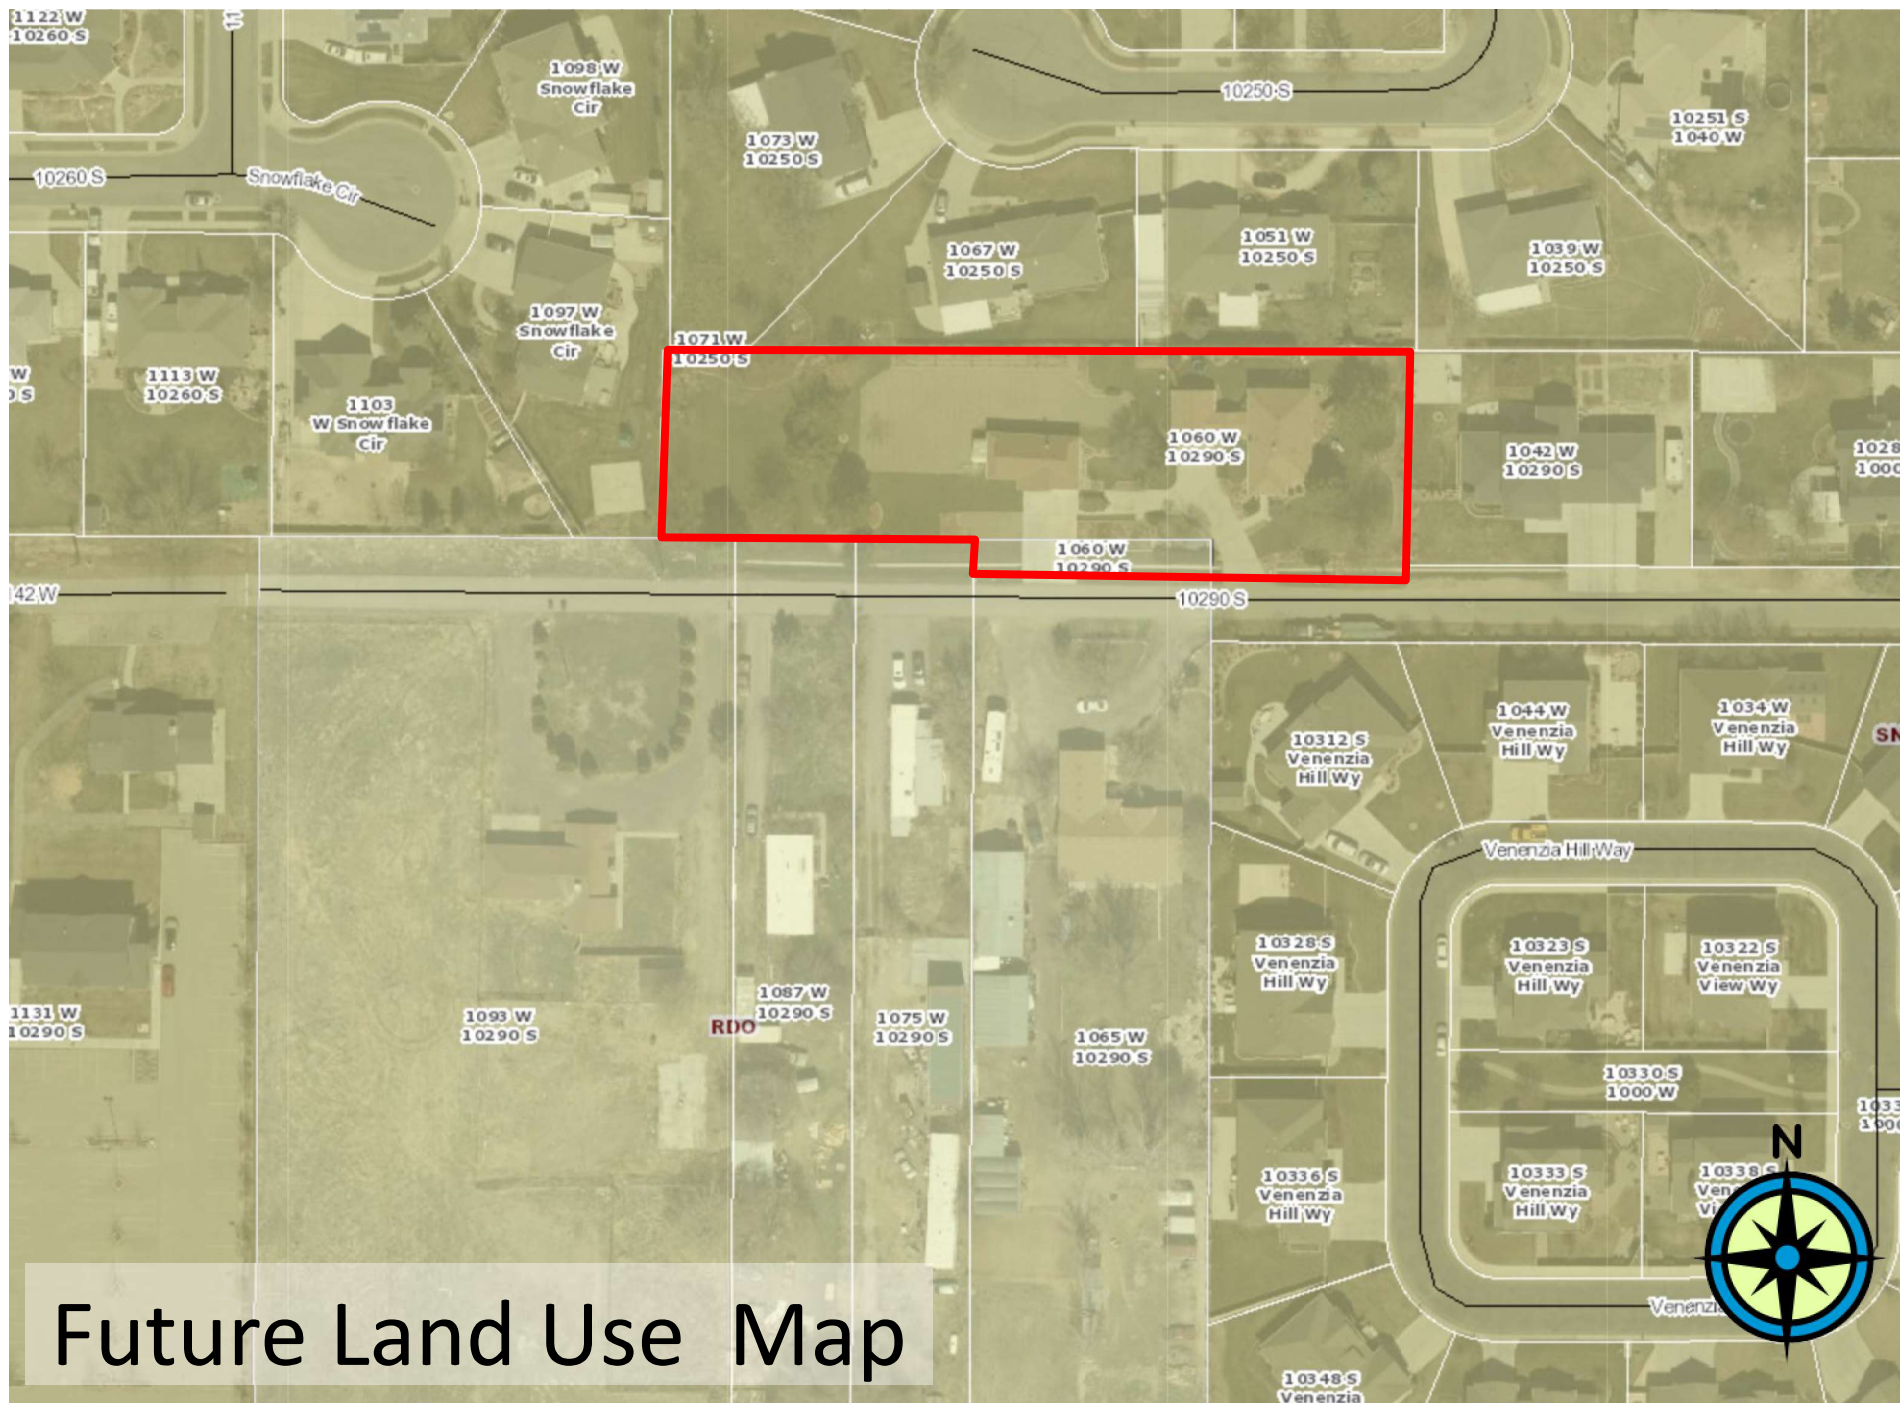 1122 W
10260 S
1098 W
Snowflake
Cir
10250 S
10251 S
1040 W
1073 W
10250 S
10260 S
Snowflake Cir
1067 W
10250 S
1051 W
10250 S
1039 W
10250 S
1097 W
Snowflake
Cir
1071 W
10250 S
1113 W
10260 S
1103
W Snowflake
Cir
1060 W
10290 S
1042 W
10290 S
1060 W
10290 S
10290 S
10312 S
Venenzia
Hill Wy
1044 W
Venenzia
Hill Wy
1034 W
Venenzia
Hill Wy
SN
Venenzia Hill Way
10328 S
Venenzia
Hill Wy
10323 S
Venenzia
Hill Wy
10322 S
Venenzia
View Wy
1131 W
10290 S
1093 W
10290 S
RDO
1087 W
10290 S
1075 W
10290 S
1065 W
10290 S
10330 S
1000 W
10336 S
Venenzia
Hill Wy
10333 S
Venenzia
Hill Wy
10338 S
N
10348 S
Venenzia
Future Land Use Map